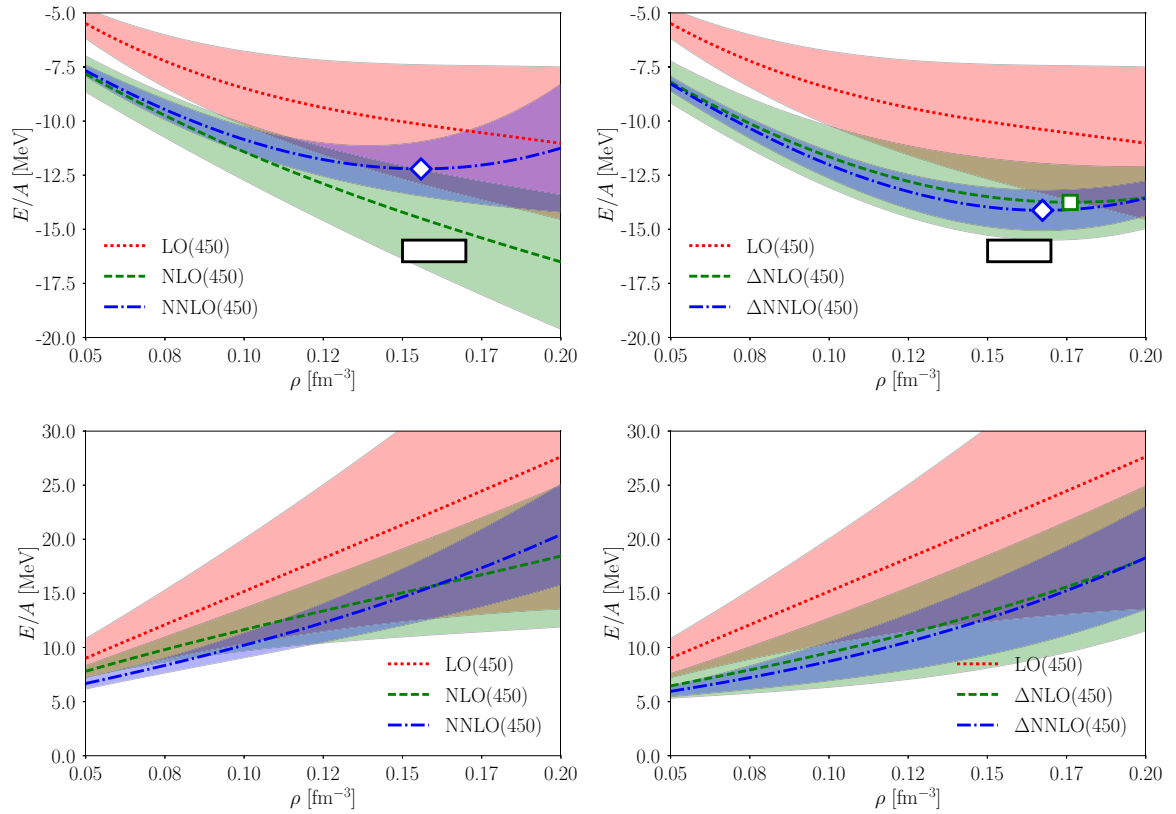 -5.0
-7.5
-10.0
-12.5
-15.0
-17.5
-20.0
E/A [MeV]
LO(450)
NLO(450)
NNLO(450)
0.05 0.08 0.10 0.13 0.15 0.17 0.20
ρ [fm⁻³]
-5.0
-7.5
-10.0
-12.5
-15.0
-17.5
-20.0
E/A [MeV]
LO(450)
ΔNLO(450)
ΔNNLO(450)
0.05 0.08 0.10 0.13 0.15 0.17 0.20
ρ [fm⁻³]
30.0
25.0
20.0
15.0
10.0
5.0
0.0
E/A [MeV]
LO(450)
NLO(450)
NNLO(450)
0.05 0.08 0.10 0.13 0.15 0.17 0.20
ρ [fm⁻³]
30.0
25.0
20.0
15.0
10.0
5.0
0.0
E/A [MeV]
LO(450)
ΔNLO(450)
ΔNNLO(450)
0.05 0.08 0.10 0.13 0.15 0.17 0.20
ρ [fm⁻³]